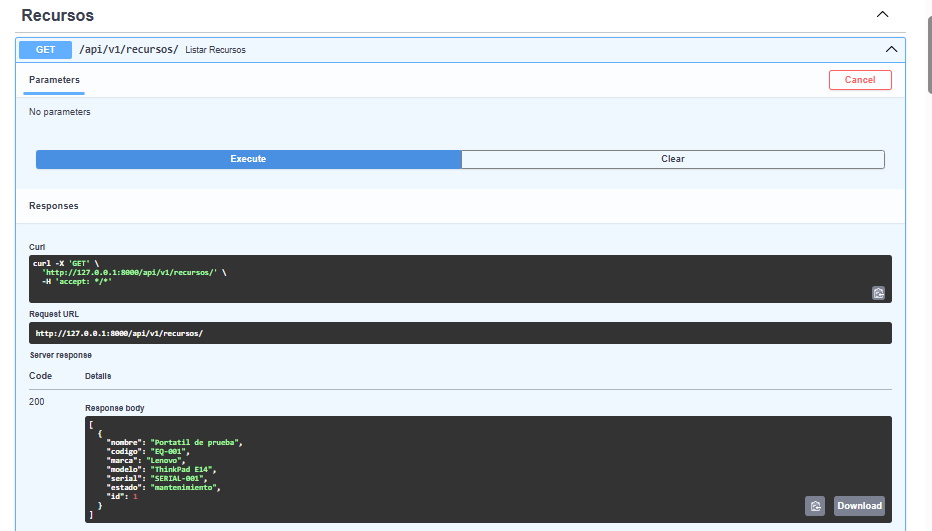 Recursos
GET /api/v1/recursos/ Listar Recursos
Parameters
Cancel
No parameters
Execute
Clear
Responses
Curl
curl -X 'GET' \
  'http://127.0.0.1:8000/api/v1/recursos/' \
  -H 'accept: */*'
Request URL
http://127.0.0.1:8000/api/v1/recursos/
Server response
Code Details
200
Response body
[
  {
    "nombre": "Portatil de prueba",
    "codigo": "EQ-001",
    "marca": "Lenovo",
    "modelo": "ThinkPad E14",
    "serial": "SERIAL-001",
    "estado": "mantenimiento",
    "id": 1
  }
]
Download